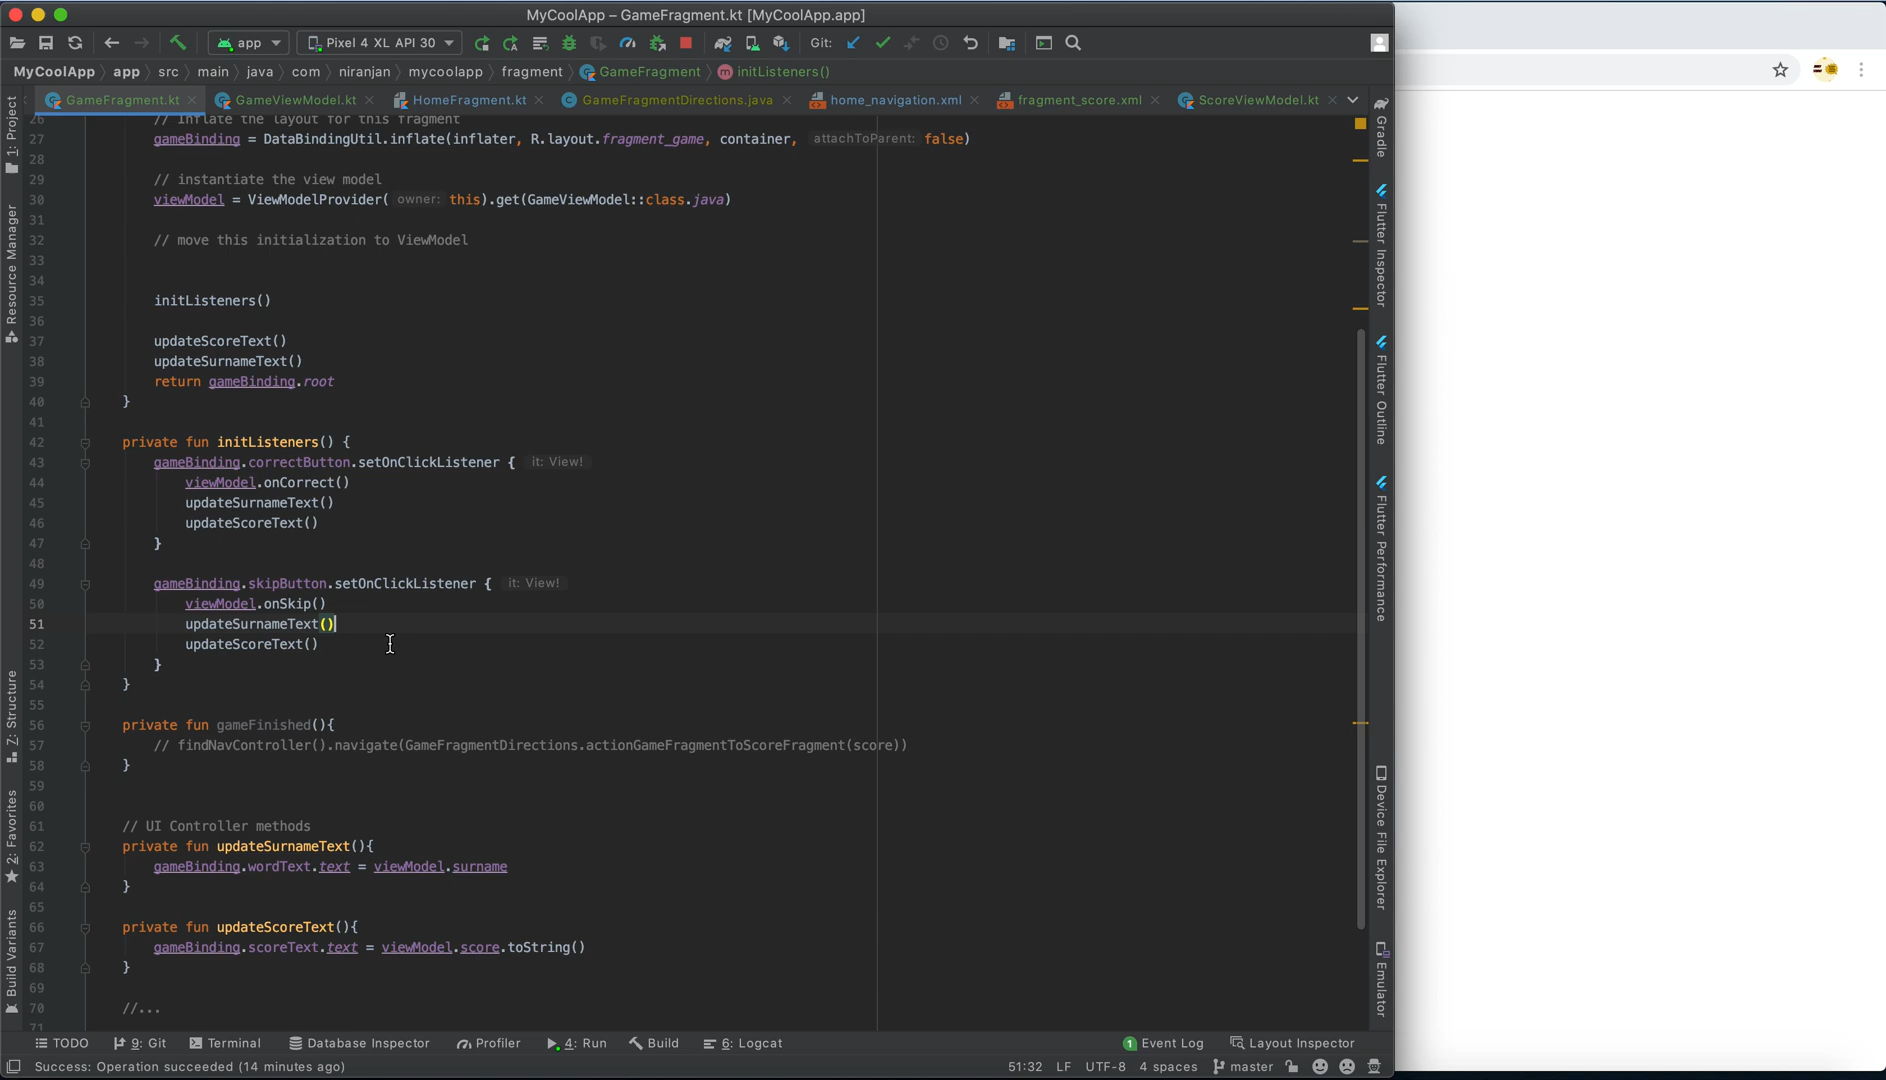 MyCoolApp – GameFragment.kt [MyCoolApp.app]
app Pixel 4 XL API 30 Git:
MyCoolApp app src main java com niranjan mycoolapp fragment GameFragment initListeners()
GameFragment.kt GameViewModel.kt HomeFragment.kt GameFragmentDirections.java home_navigation.xml fragment_score.xml ScoreViewModel.kt
26 // Inflate the layout for this fragment
27 gameBinding = DataBindingUtil.inflate(inflater, R.layout.fragment_game, container, attachToParent: false)
28
29 // instantiate the view model
30 viewModel = ViewModelProvider( owner: this).get(GameViewModel::class.java)
31
32 // move this initialization to ViewModel
33
34
35 initListeners()
36
37 updateScoreText()
38 updateSurnameText()
39 return gameBinding.root
40 }
41
42 private fun initListeners() {
43 gameBinding.correctButton.setOnClickListener { it: View!
44 viewModel.onCorrect()
45 updateSurnameText()
46 updateScoreText()
47 }
48
49 gameBinding.skipButton.setOnClickListener { it: View!
50 viewModel.onSkip()
51 updateSurnameText()
52 updateScoreText()
53 }
54 }
55
56 private fun gameFinished(){
57 // findNavController().navigate(GameFragmentDirections.actionGameFragmentToScoreFragment(score))
58 }
59
60
61 // UI Controller methods
62 private fun updateSurnameText(){
63 gameBinding.wordText.text = viewModel.surname
64 }
65
66 private fun updateScoreText(){
67 gameBinding.scoreText.text = viewModel.score.toString()
68 }
69
70 //...
71
1: Project
Resource Manager
Z: Structure
2: Favorites
Build Variants
Gradle
Flutter Inspector
Flutter Outline
Flutter Performance
Device File Explorer
Emulator
TODO 9: Git Terminal Database Inspector Profiler 4: Run Build 6: Logcat 1 Event Log Layout Inspector
Success: Operation succeeded (14 minutes ago) 51:32 LF UTF-8 4 spaces master